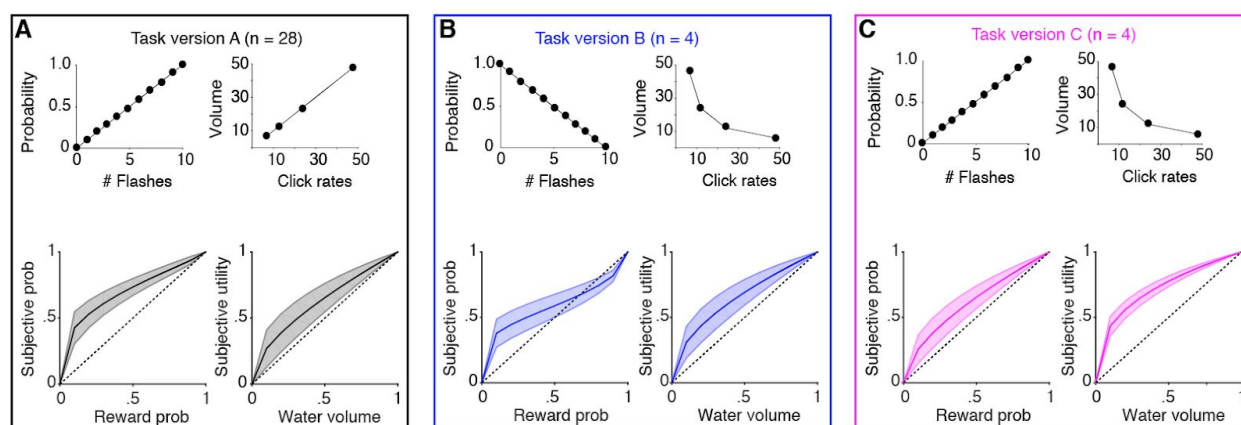 A
Task version A (n = 28)
Probability
1.0
0.5
0
0
5
10
# Flashes
Volume
50
30
10
10
30
50
Click rates
Subjective prob
1
.5
0
0
.5
1
Reward prob
Subjective utility
1
.5
0
0
.5
1
Water volume
B
Task version B (n = 4)
Probability
1.0
0.5
0
0
5
10
# Flashes
Volume
50
30
10
10
30
50
Click rates
Subjective prob
1
.5
0
0
.5
1
Reward prob
Subjective utility
1
.5
0
0
.5
1
Water volume
C
Task version C (n = 4)
Probability
1.0
0.5
0
0
5
10
# Flashes
Volume
50
30
10
10
30
50
Click rates
Subjective prob
1
.5
0
0
.5
1
Reward prob
Subjective utility
1
.5
0
0
.5
1
Water volume